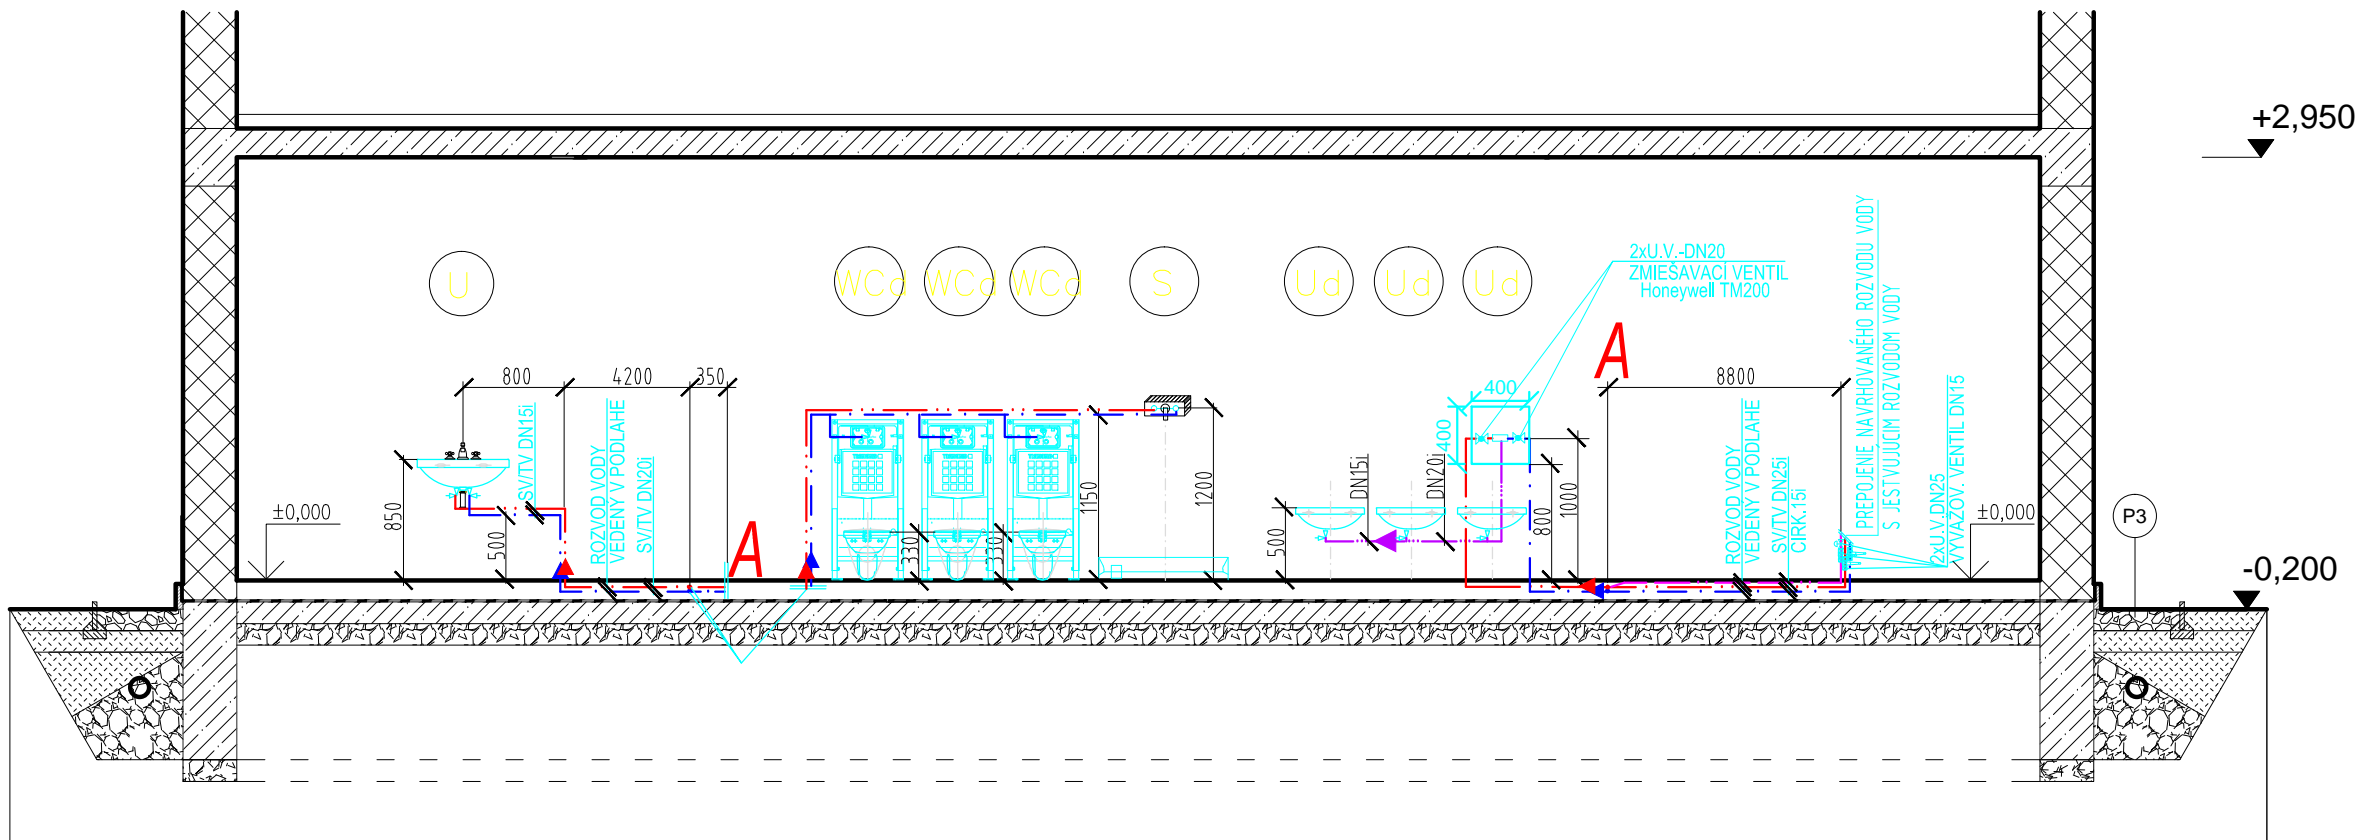 +2,950
U
WCd
WCd
WCd
S
Ud
Ud
Ud
2xU.V.-DN20
ZMIEŠAVACÍ VENTIL
Honeywell TM200
PREPOJENIE NAVRHOVANÉHO ROZVODU VODY
S JESTVUJÚCIM ROZVODOM VODY
A
800
4200
350
400
400
8800
SV/TV DN15i
ROZVOD VODY
VEDENÝ V PODLAHE
SV/TV DN20i
850
±0,000
500
A
330
330
1150
1200
500
DN15i
DN20i
800
1000
ROZVOD VODY
VEDENÝ V PODLAHE
SV/TV DN25i
CIRK.15i
2xU.V.DN25
VYVAŽOV. VENTIL DN15
±0,000
P3
-0,200